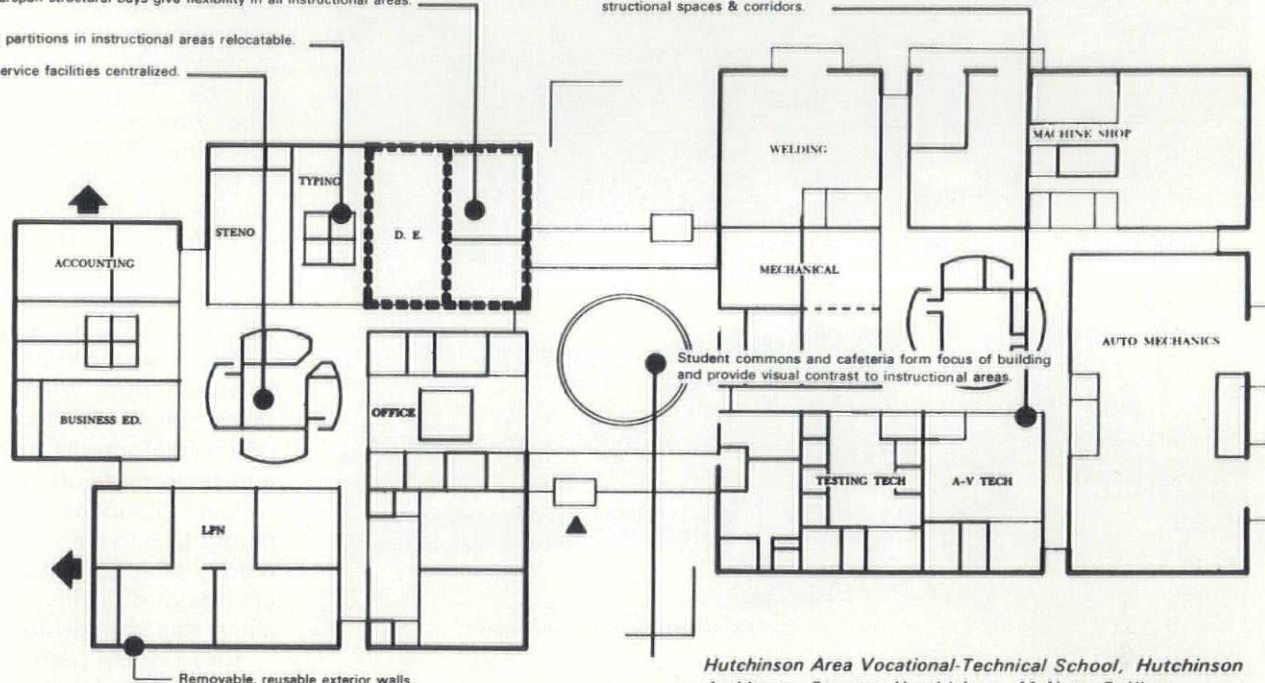 structural bays give flexibility in all instructional areas.
structional spaces & corridors.
partitions in instructional areas relocatable.
service facilities centralized.
WELDING
MACHINE SHOP
TYPING
STENO
D. E.
ACCOUNTING
MECHANICAL
AUTO MECHANICS
Student commons and cafeteria form focus of building
and provide visual contrast to instructional areas.
OFFICE
BUSINESS ED.
TESTING TECH
A-V TECH
LPN
Removable, reusable exterior walls
Hutchinson Area Vocational-Technical School, Hutchinson